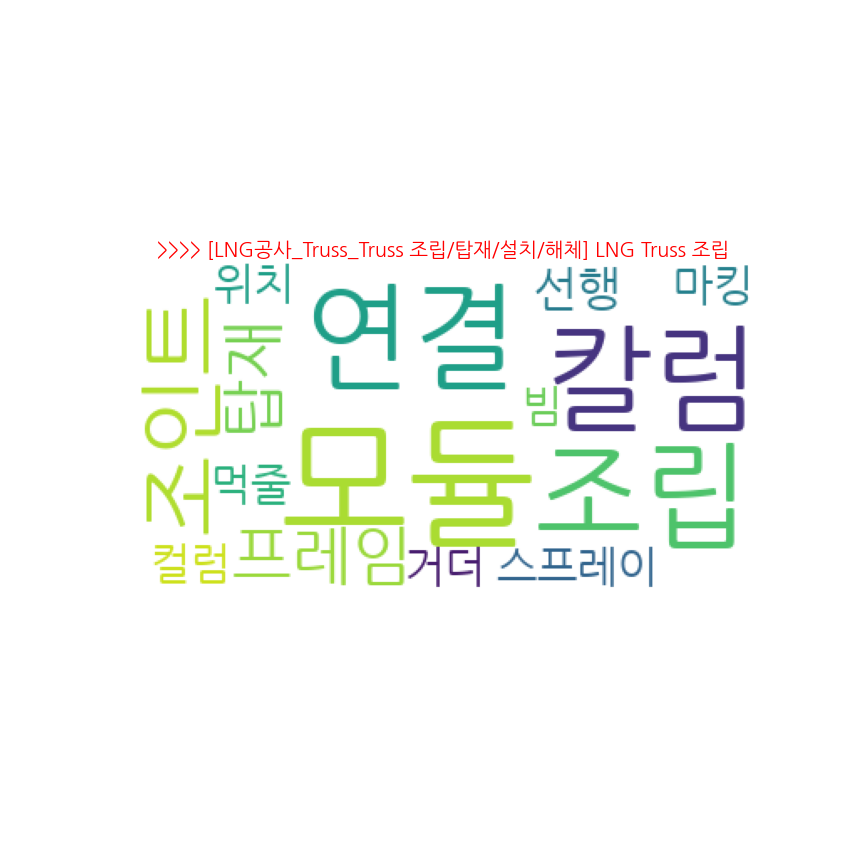 >>>> [LNG공사_Truss_Truss 조립/탑재/설치/해체] LNG Truss 조립
위치
연결
선행
마킹
조인트
탑재
칼럼
빔
모듈
조립
먹줄
컬럼
프레임
거더
스프레이